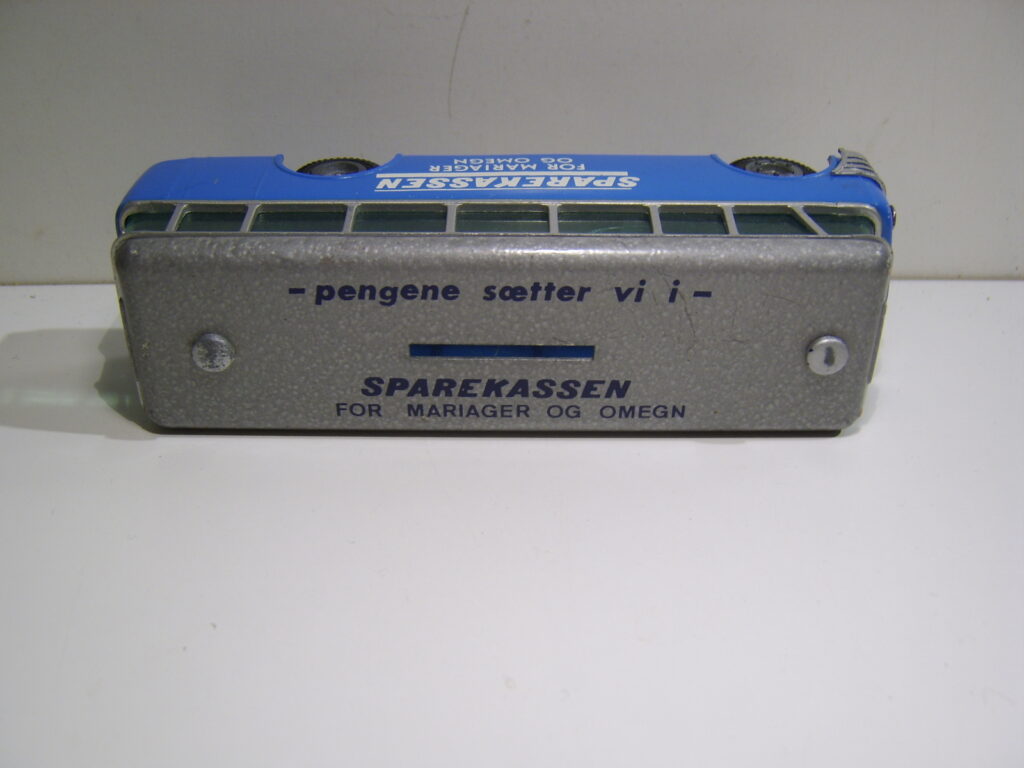 SPAREKASSEN
FOR MARIAGER
OG OMEGN
- pengene sætter vi i -
SPAREKASSEN
FOR MARIAGER OG OMEGN